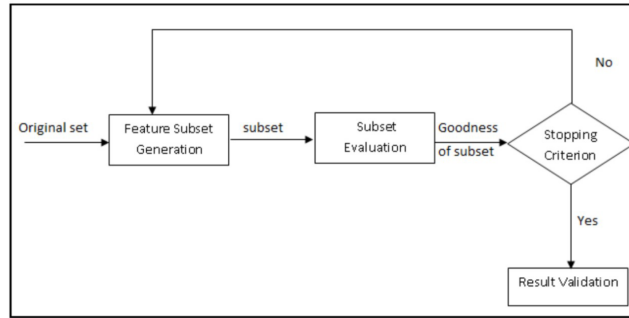 No
Original set
Feature Subset
Generation
subset
Subset
Evaluation
Goodness
of subset
Stopping
Criterion
Yes
Result Validation